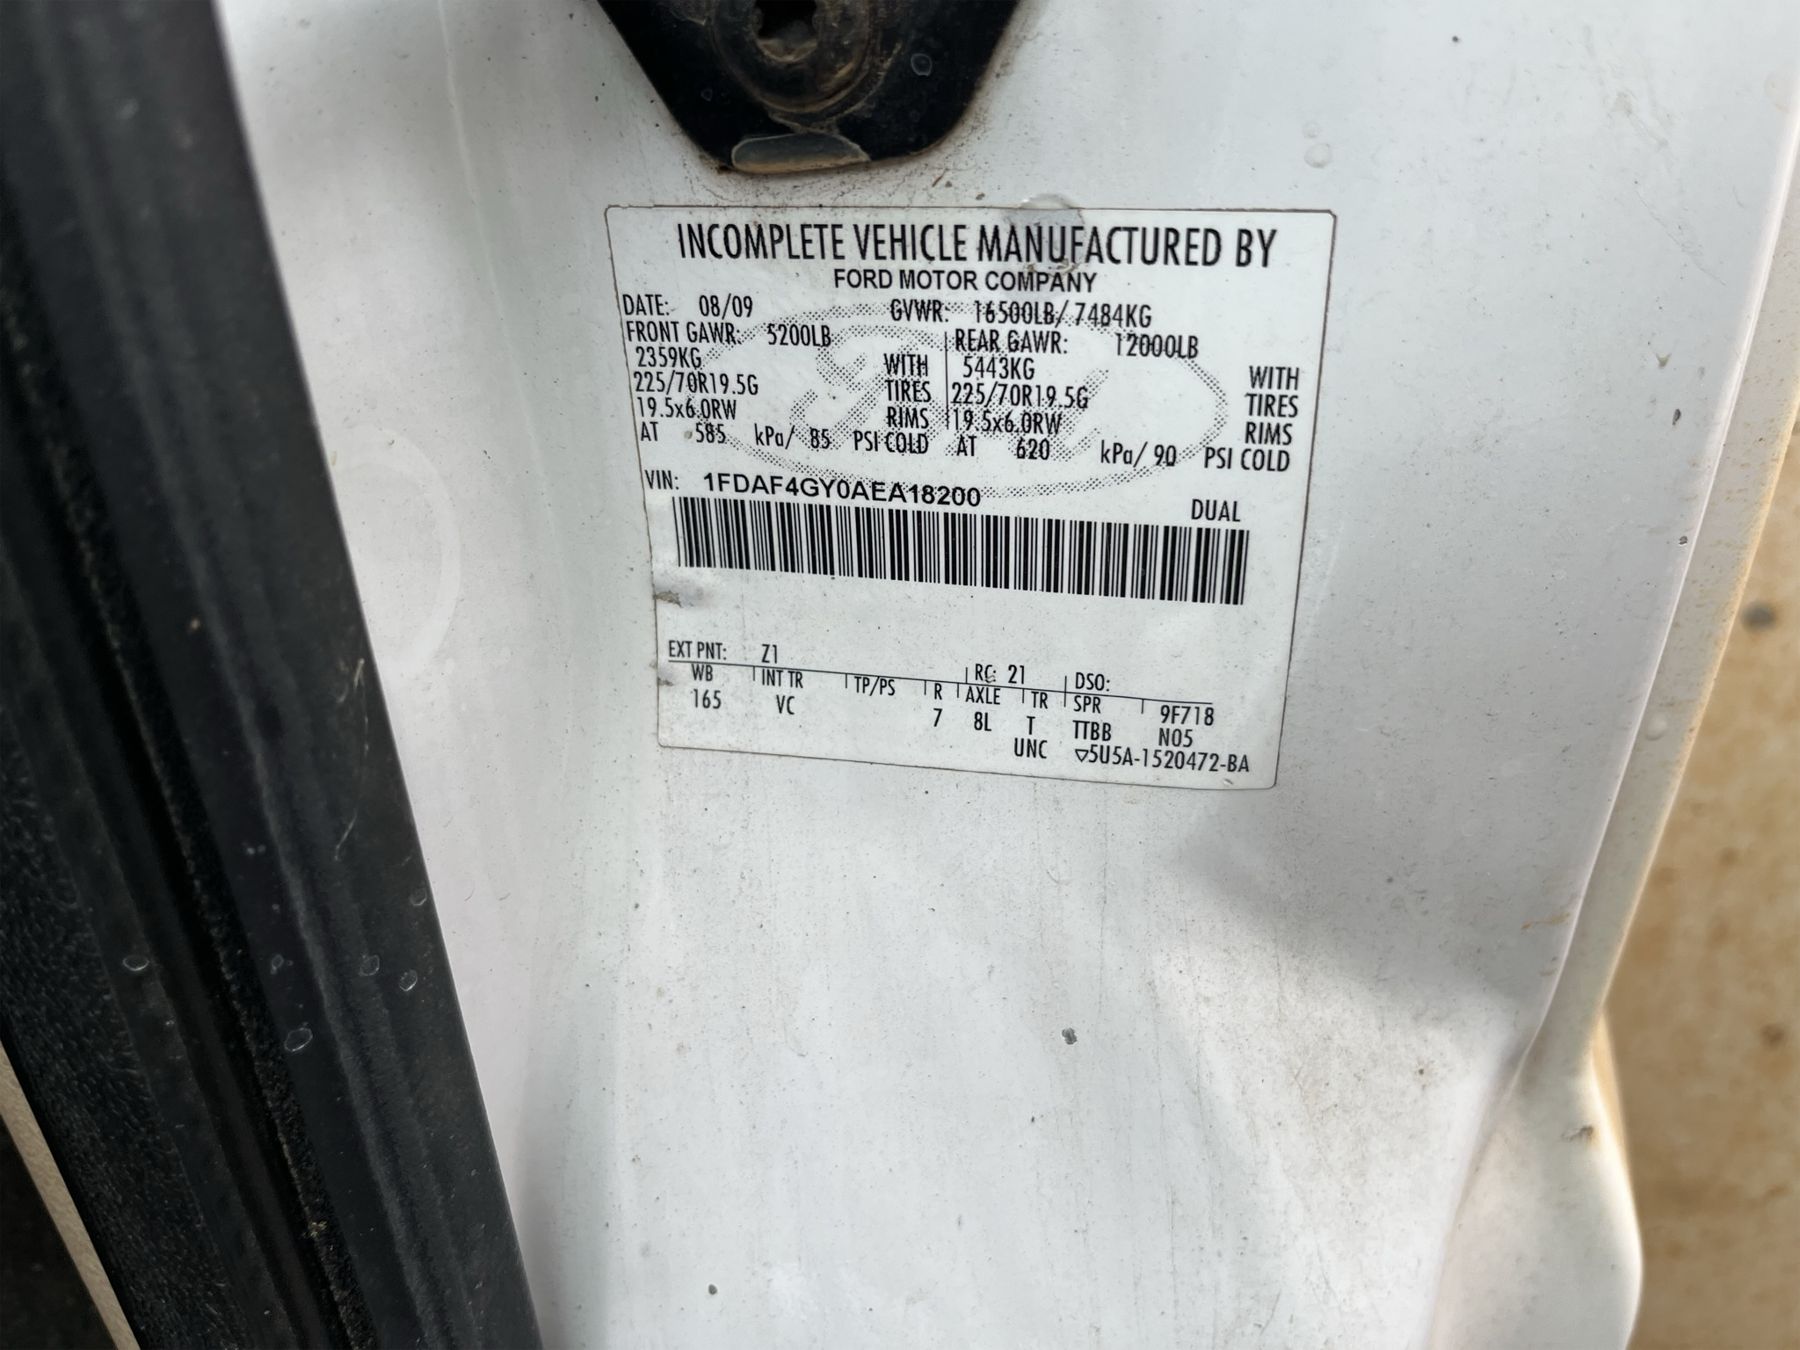 INCOMPLETE VEHICLE MANUFACTURED BY
FORD MOTOR COMPANY
DATE: 08/09 GVWR: 16500LB/ 7484KG
FRONT GAWR: 5200LB REAR GAWR: 12000LB
2359KG WITH 5443KG WITH
225/70R19.5G TIRES 225/70R19.5G TIRES
19.5x6.0RW RIMS 19.5x6.0RW RIMS
AT 585 kPa/ 85 PSI COLD AT 620 kPa/ 90 PSI COLD
VIN: 1FDAF4GY0AEA18200
DUAL
EXT PNT: Z1 RC: 21 DSO:
WB INT TR TP/PS R AXLE TR SPR 9F718
165 VC 7 8L T TTBB N05
UNC ▽5U5A-1520472-BA